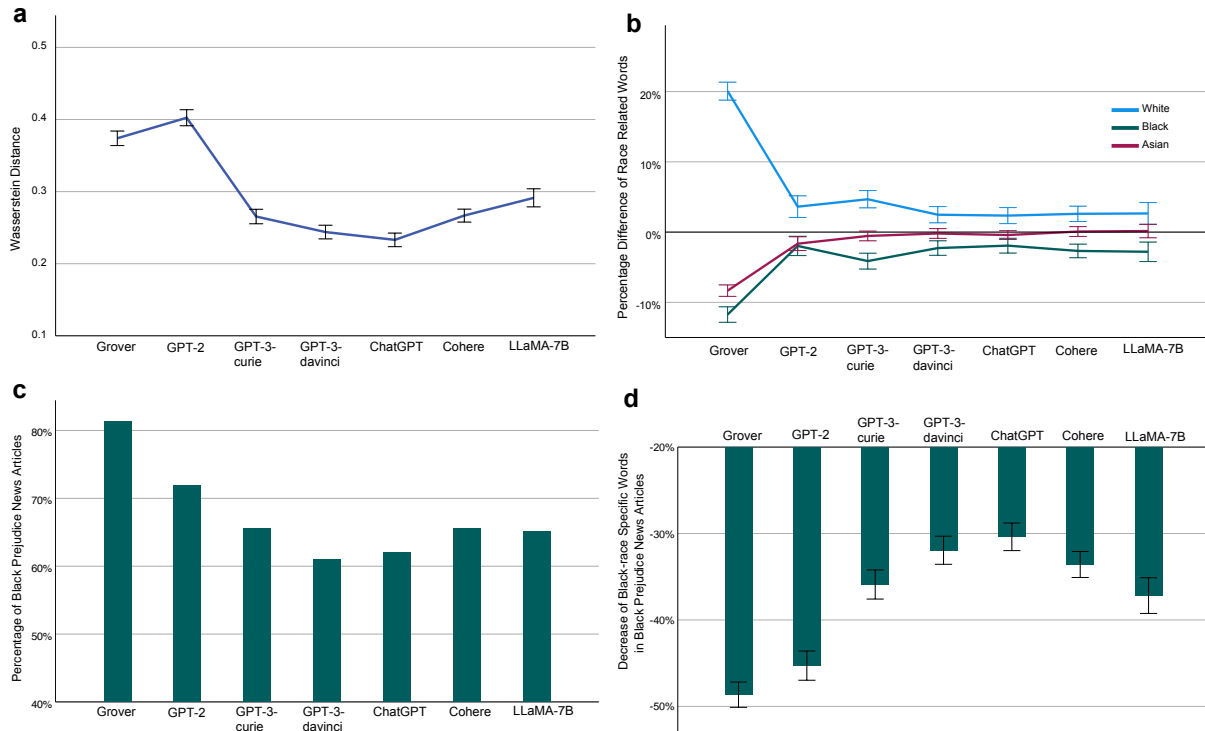 a
Wasserstein Distance
0.5
0.4
0.3
0.2
0.1
Grover
GPT-2
GPT-3-
curie
GPT-3-
davinci
ChatGPT
Cohere
LLaMA-7B
b
Percentage Difference of Race Related Words
20%
10%
0%
-10%
White
Black
Asian
Grover
GPT-2
GPT-3-
curie
GPT-3-
davinci
ChatGPT
Cohere
LLaMA-7B
c
Percentage of Black Prejudice News Articles
80%
70%
60%
50%
40%
Grover
GPT-2
GPT-3-
curie
GPT-3-
davinci
ChatGPT
Cohere
LLaMA-7B
d
Decrease of Black-race Specific Words
in Black Prejudice News Articles
-20%
-30%
-40%
-50%
Grover
GPT-2
GPT-3-
curie
GPT-3-
davinci
ChatGPT
Cohere
LLaMA-7B